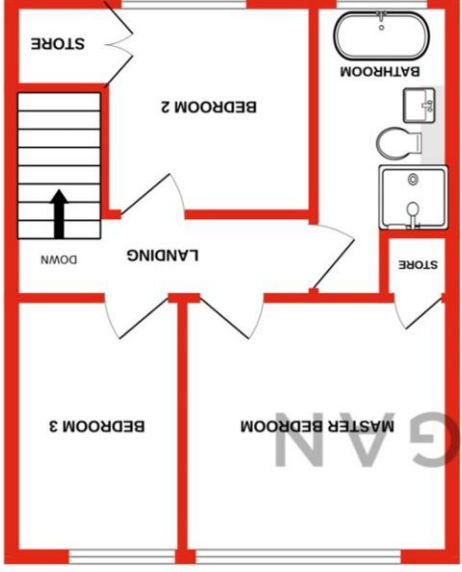 GAN
MASTER BEDROOM
BEDROOM 3
STORE
LANDING
DOWN
BEDROOM 2
BATHROOM
STORE